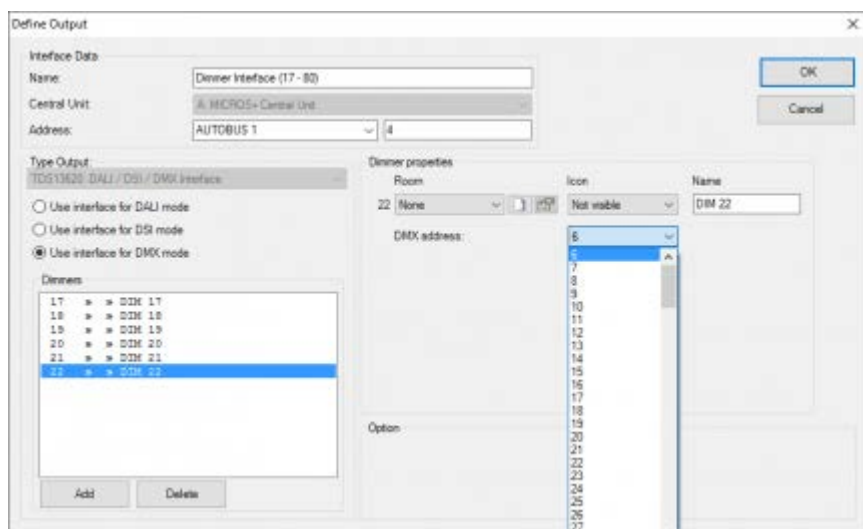 Define Output
Interface Data
Name: Dimmer Interface (17 - 80)
Central Unit: A: MICROS+ Central Unit
Address: AUTOBUS 1 4
OK
Cancel
Type Output:
TDS13620: DALI / DSI / DMX Interface
Use interface for DALI mode
Use interface for DSI mode
Use interface for DMX mode
Dimmers
17 » » DIM 17
18 » » DIM 18
19 » » DIM 19
20 » » DIM 20
21 » » DIM 21
22 » » DIM 22
Add Delete
Dimmer properties
Room Icon Name
22 None Not visible DIM 22
DMX address: 6
6
7
8
9
10
11
12
13
14
15
16
17
18
19
20
21
22
23
24
25
26
27
Option